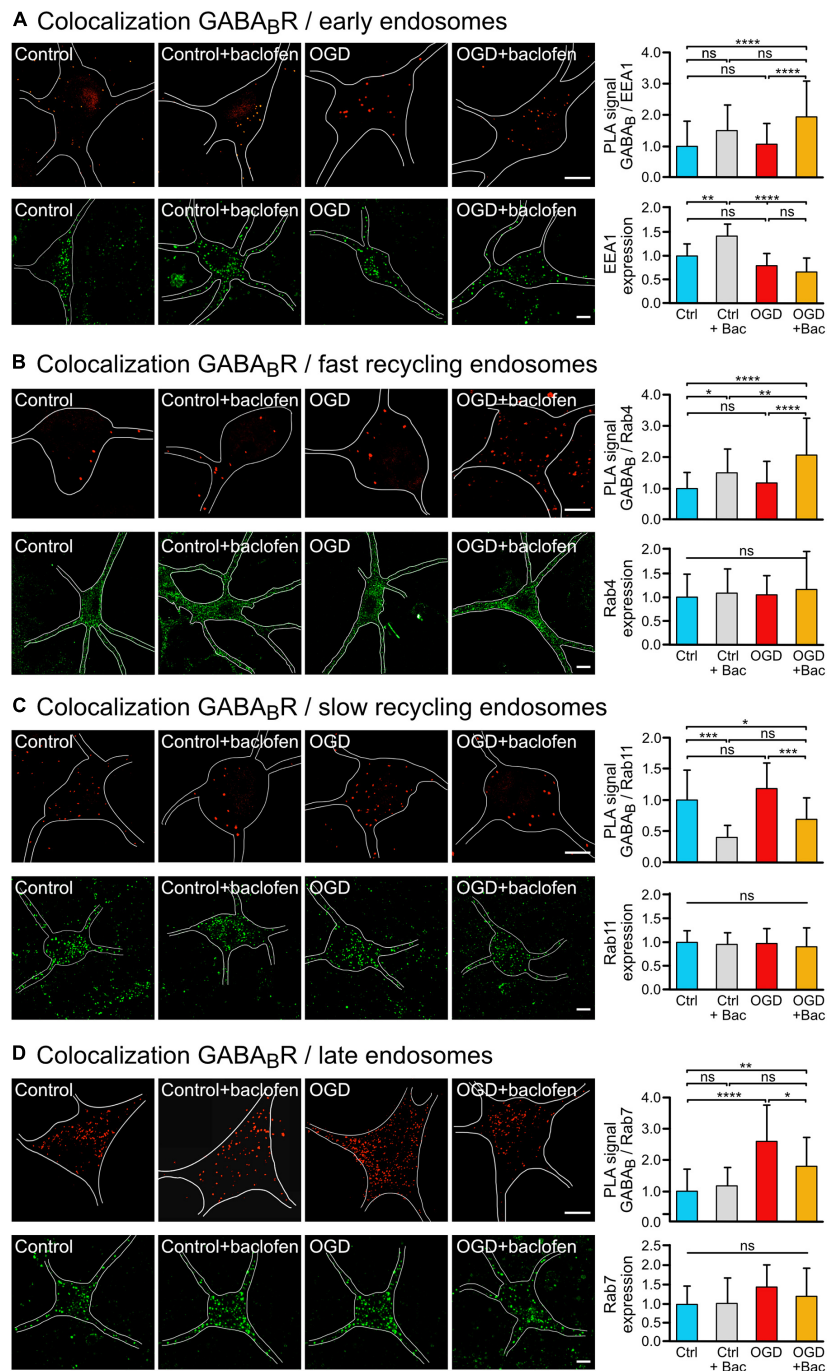 A Colocalization GABABR / early endosomes
Control
Control+baclofen
OGD
OGD+baclofen
PLA signal
GABAB / EEA1
4.0
3.0
2.0
1.0
0.0
****
ns
ns
ns
****
Control
Control+baclofen
OGD
OGD+baclofen
EEA1
expression
2.0
1.5
1.0
0.5
0.0
**
****
ns
ns
Ctrl
Ctrl
+ Bac
OGD
OGD
+Bac
B Colocalization GABABR / fast recycling endosomes
Control
Control+baclofen
OGD
OGD+baclofen
PLA signal
GABAB / Rab4
4.0
3.0
2.0
1.0
0.0
****
*
**
ns
****
Control
Control+baclofen
OGD
OGD+baclofen
Rab4
expression
2.0
1.5
1.0
0.5
0.0
ns
Ctrl
Ctrl
+ Bac
OGD
OGD
+Bac
C Colocalization GABABR / slow recycling endosomes
Control
Control+baclofen
OGD
OGD+baclofen
PLA signal
GABAB / Rab11
2.0
1.5
1.0
0.5
0.0
*
***
ns
ns
***
Control
Control+baclofen
OGD
OGD+baclofen
Rab11
expression
2.0
1.5
1.0
0.5
0.0
ns
Ctrl
Ctrl
+ Bac
OGD
OGD
+Bac
D Colocalization GABABR / late endosomes
Control
Control+baclofen
OGD
OGD+baclofen
PLA signal
GABAB / Rab7
4.0
3.0
2.0
1.0
0.0
**
ns
ns
****
*
Control
Control+baclofen
OGD
OGD+baclofen
Rab7
expression
2.5
2.0
1.5
1.0
0.5
0.0
ns
Ctrl
Ctrl
+ Bac
OGD
OGD
+Bac